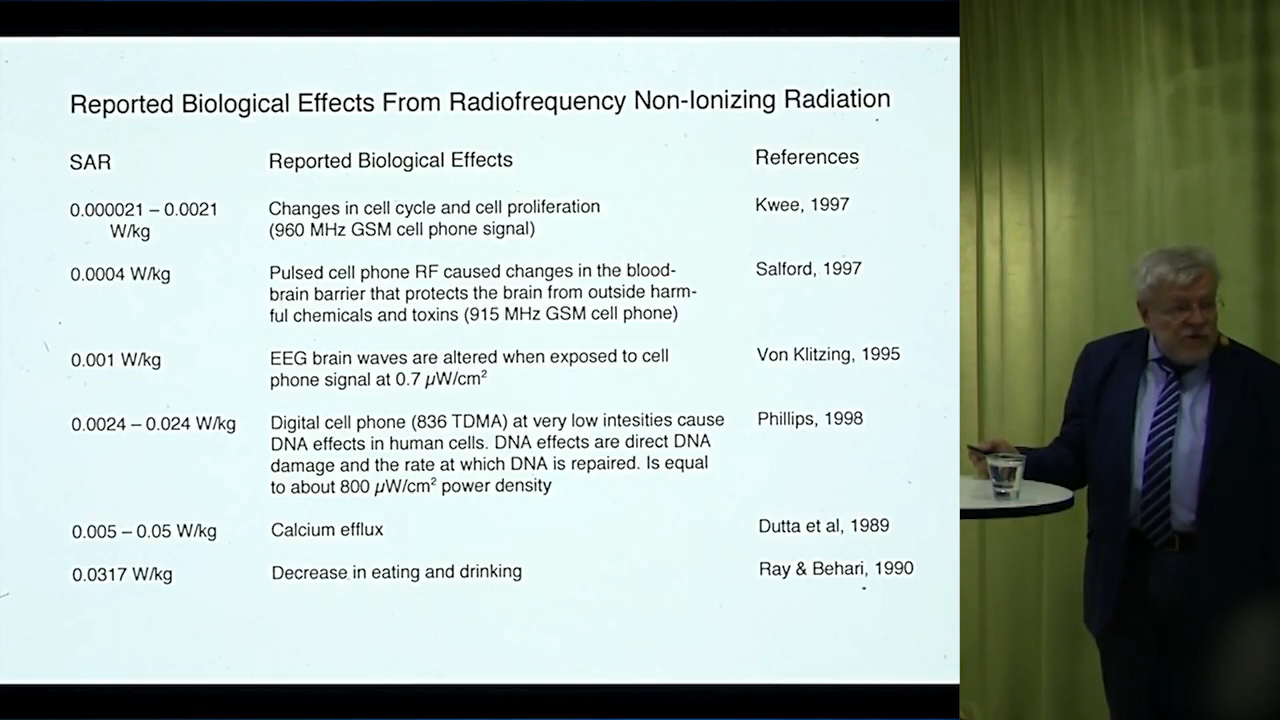 Reported Biological Effects From Radiofrequency Non-Ionizing Radiation
SAR Reported Biological Effects References
0.000021 – 0.0021 Changes in cell cycle and cell proliferation Kwee, 1997
W/kg (960 MHz GSM cell phone signal)
0.0004 W/kg Pulsed cell phone RF caused changes in the blood- Salford, 1997
brain barrier that protects the brain from outside harm-
ful chemicals and toxins (915 MHz GSM cell phone)
0.001 W/kg EEG brain waves are altered when exposed to cell Von Klitzing, 1995
phone signal at 0.7 µW/cm²
0.0024 – 0.024 W/kg Digital cell phone (836 TDMA) at very low intesities cause Phillips, 1998
DNA effects in human cells. DNA effects are direct DNA
damage and the rate at which DNA is repaired. Is equal
to about 800 µW/cm² power density
0.005 – 0.05 W/kg Calcium efflux Dutta et al, 1989
0.0317 W/kg Decrease in eating and drinking Ray & Behari, 1990